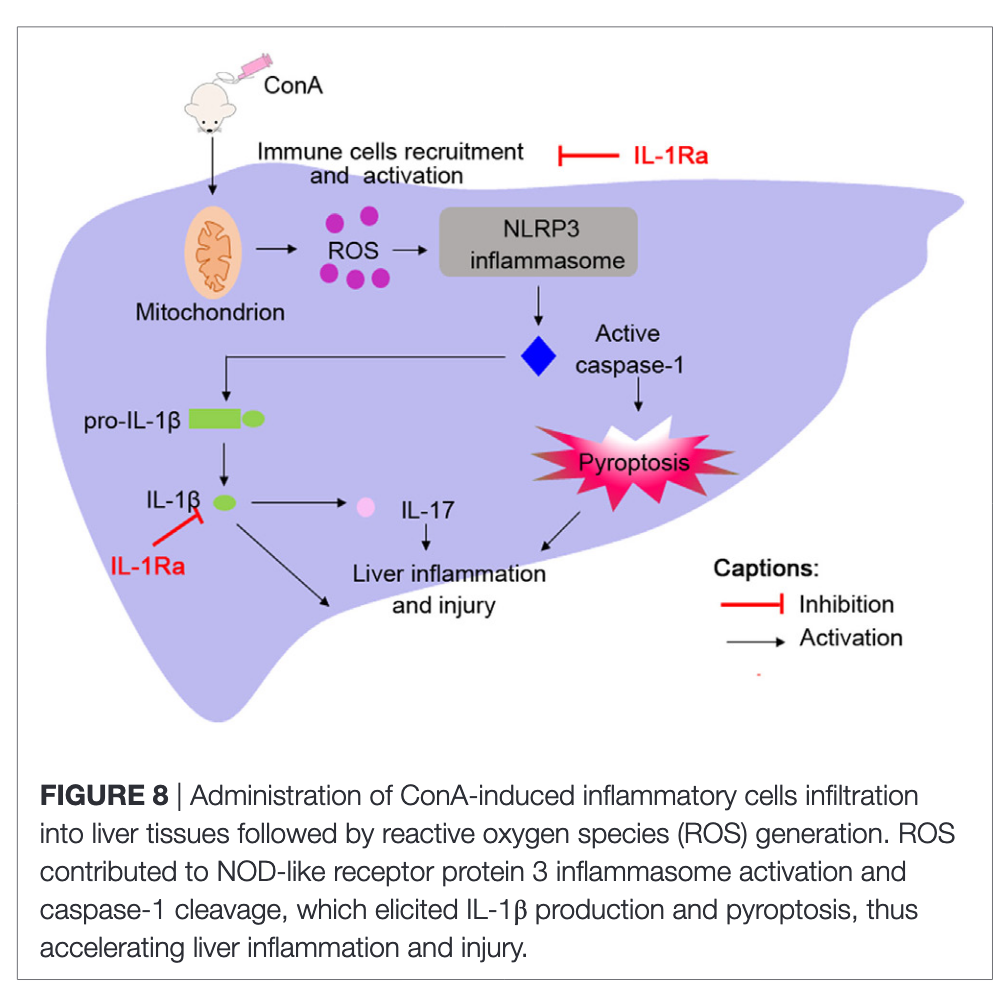 ConA
Immune cells recruitment
and activation
IL-1Ra
NLRP3
inflammasome
ROS
Mitochondrion
Active
caspase-1
pro-IL-1β
Pyroptosis
IL-1β
IL-17
IL-1Ra
Liver inflammation
and injury
Captions:
Inhibition
Activation
FIGURE 8 | Administration of ConA-induced inflammatory cells infiltration
into liver tissues followed by reactive oxygen species (ROS) generation. ROS
contributed to NOD-like receptor protein 3 inflammasome activation and
caspase-1 cleavage, which elicited IL-1β production and pyroptosis, thus
accelerating liver inflammation and injury.